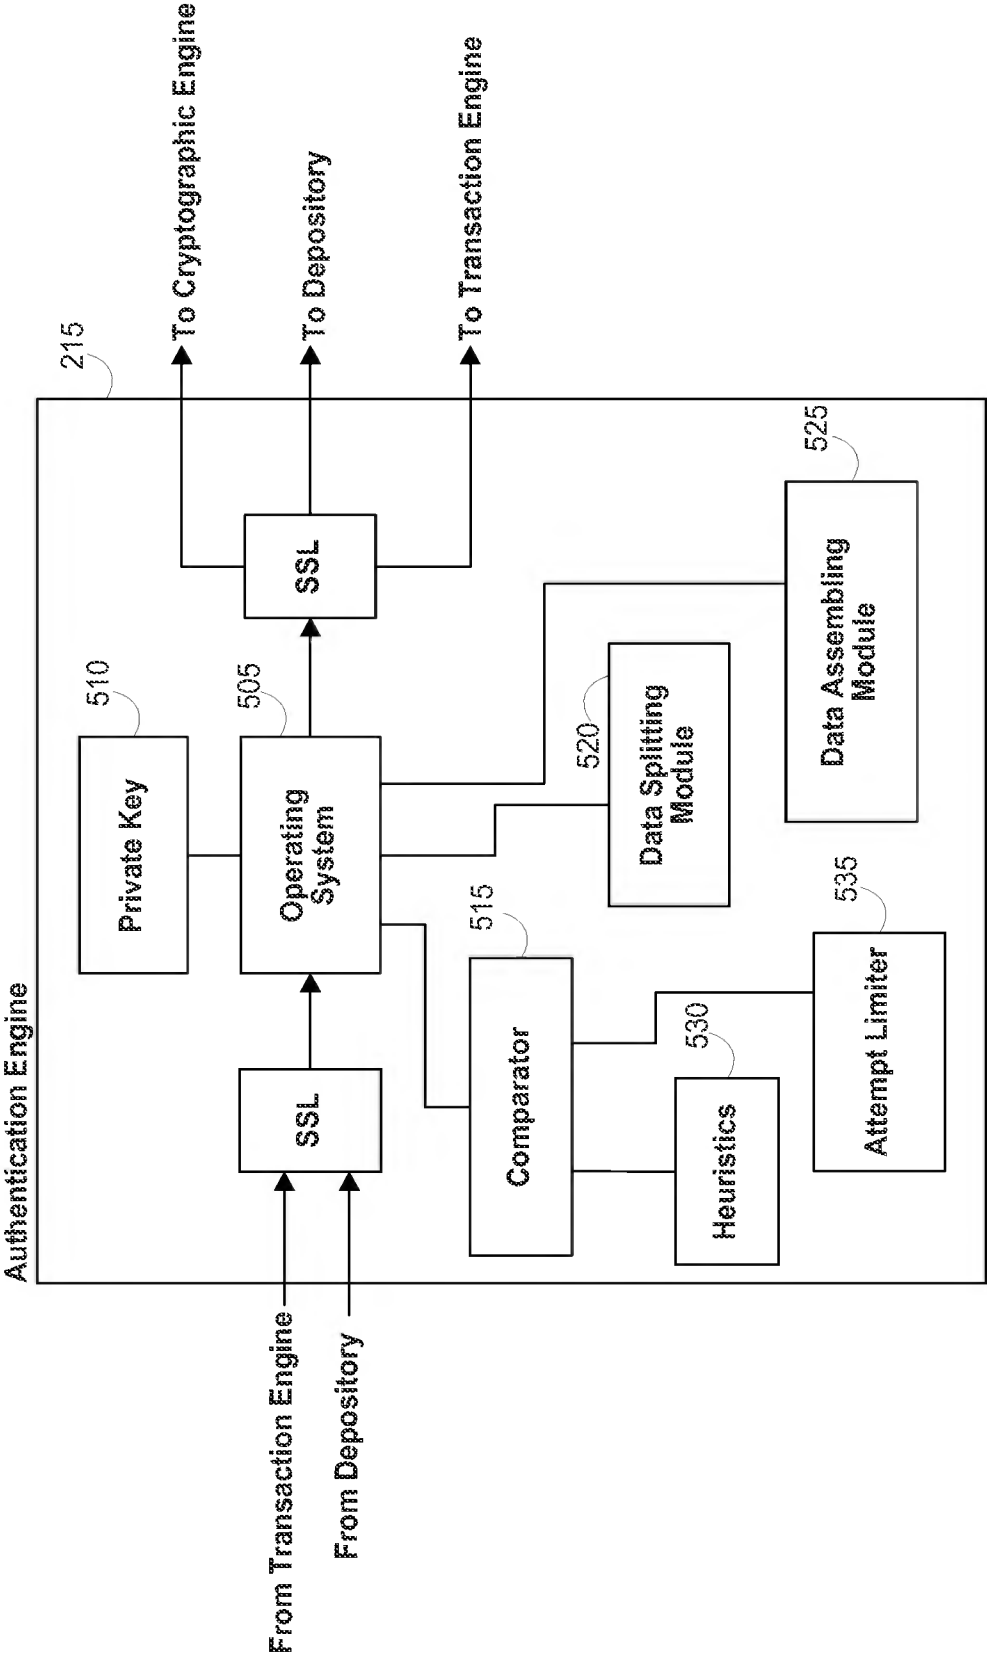 Authentication Engine
215
Private Key
510
From Transaction Engine
From Depository
SSL
Operating
System
505
SSL
To Cryptographic Engine
To Depository
To Transaction Engine
Comparator
515
Data Splitting
Module
520
Data Assembling
Module
525
Heuristics
530
Attempt Limiter
535